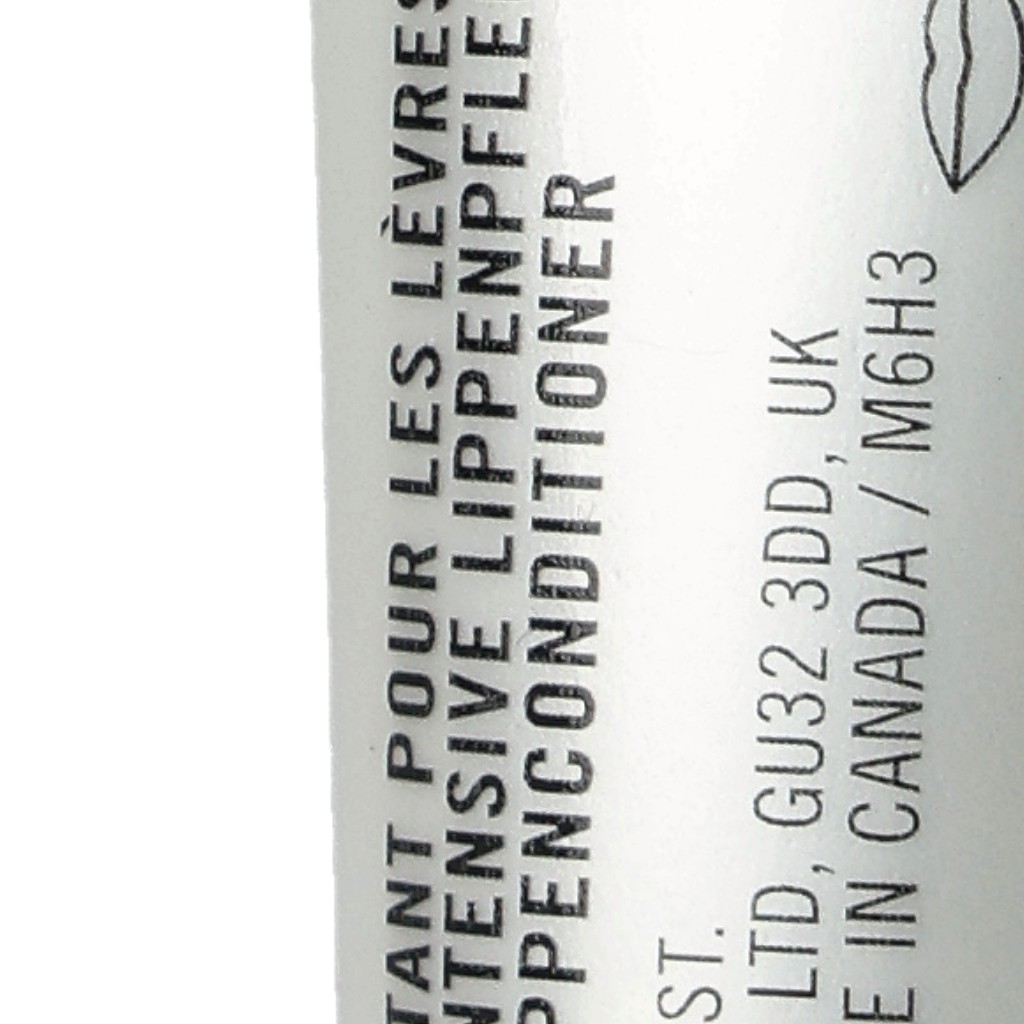 TANT POUR LES LÈVRES
NTENSIVE LIPPENPFLE
PPENCONDITIONER
ST.
LTD, GU32 3DD, UK
E IN CANADA / M6H3